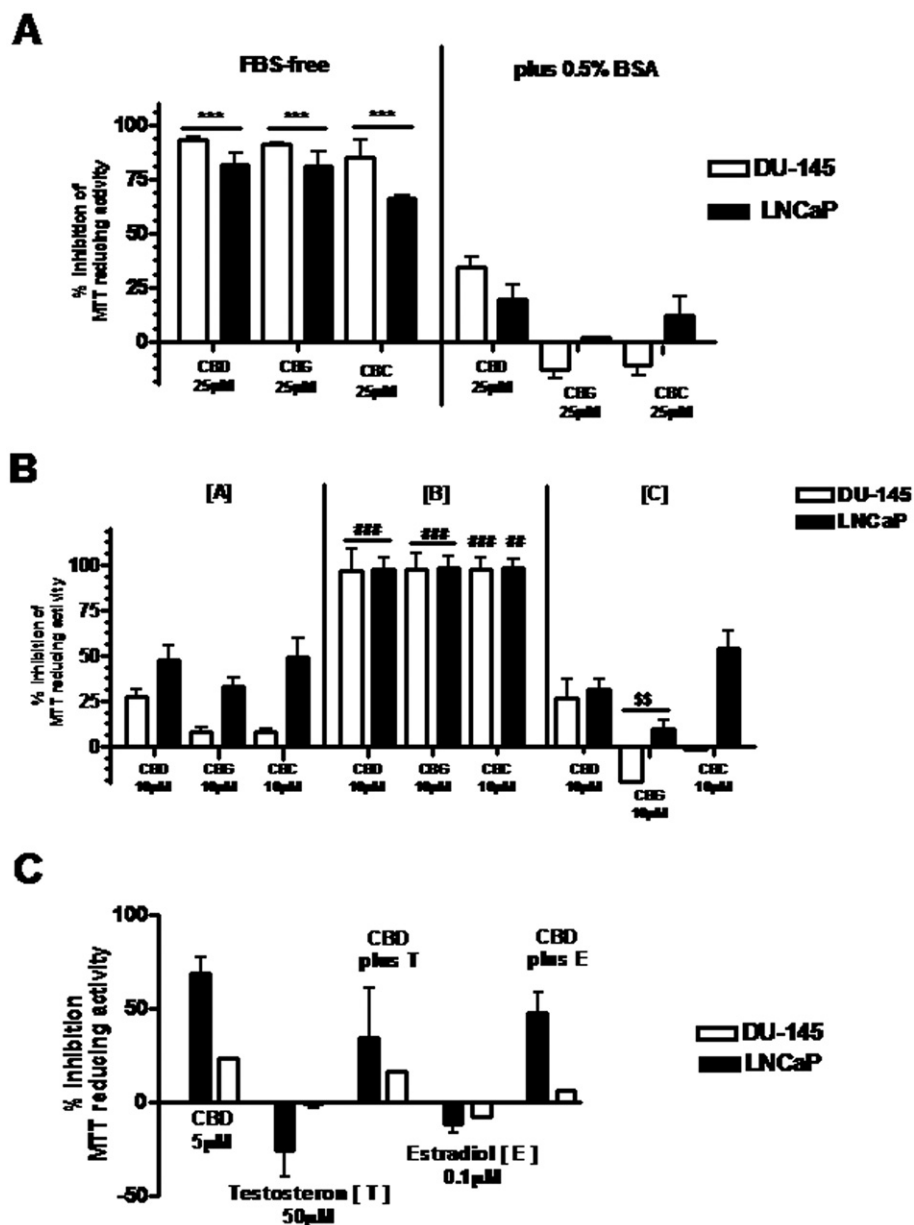 A
FBS-free
plus 0.5% BSA
***
***
***
DU-145
LNCaP
% Inhibition of
MTT reducing activity
100
75
50
25
0
CBD
25µM
CBG
25µM
CBC
25µM
CBD
25µM
CBG
25µM
CBC
25µM
B
[A]
[B]
[C]
DU-145
LNCaP
% Inhibition of
MTT reducing activity
100
75
50
25
0
###
###
###
##
$$
CBD
10µM
CBG
10µM
CBC
10µM
CBD
10µM
CBG
10µM
CBC
10µM
CBD
10µM
CBG
10µM
CBC
10µM
C
% Inhibition
MTT reducing activity
100
50
0
-50
CBD
5µM
Testosteron [ T ]
50µM
CBD
plus T
Estradiol [ E ]
0.1µM
CBD
plus E
DU-145
LNCaP